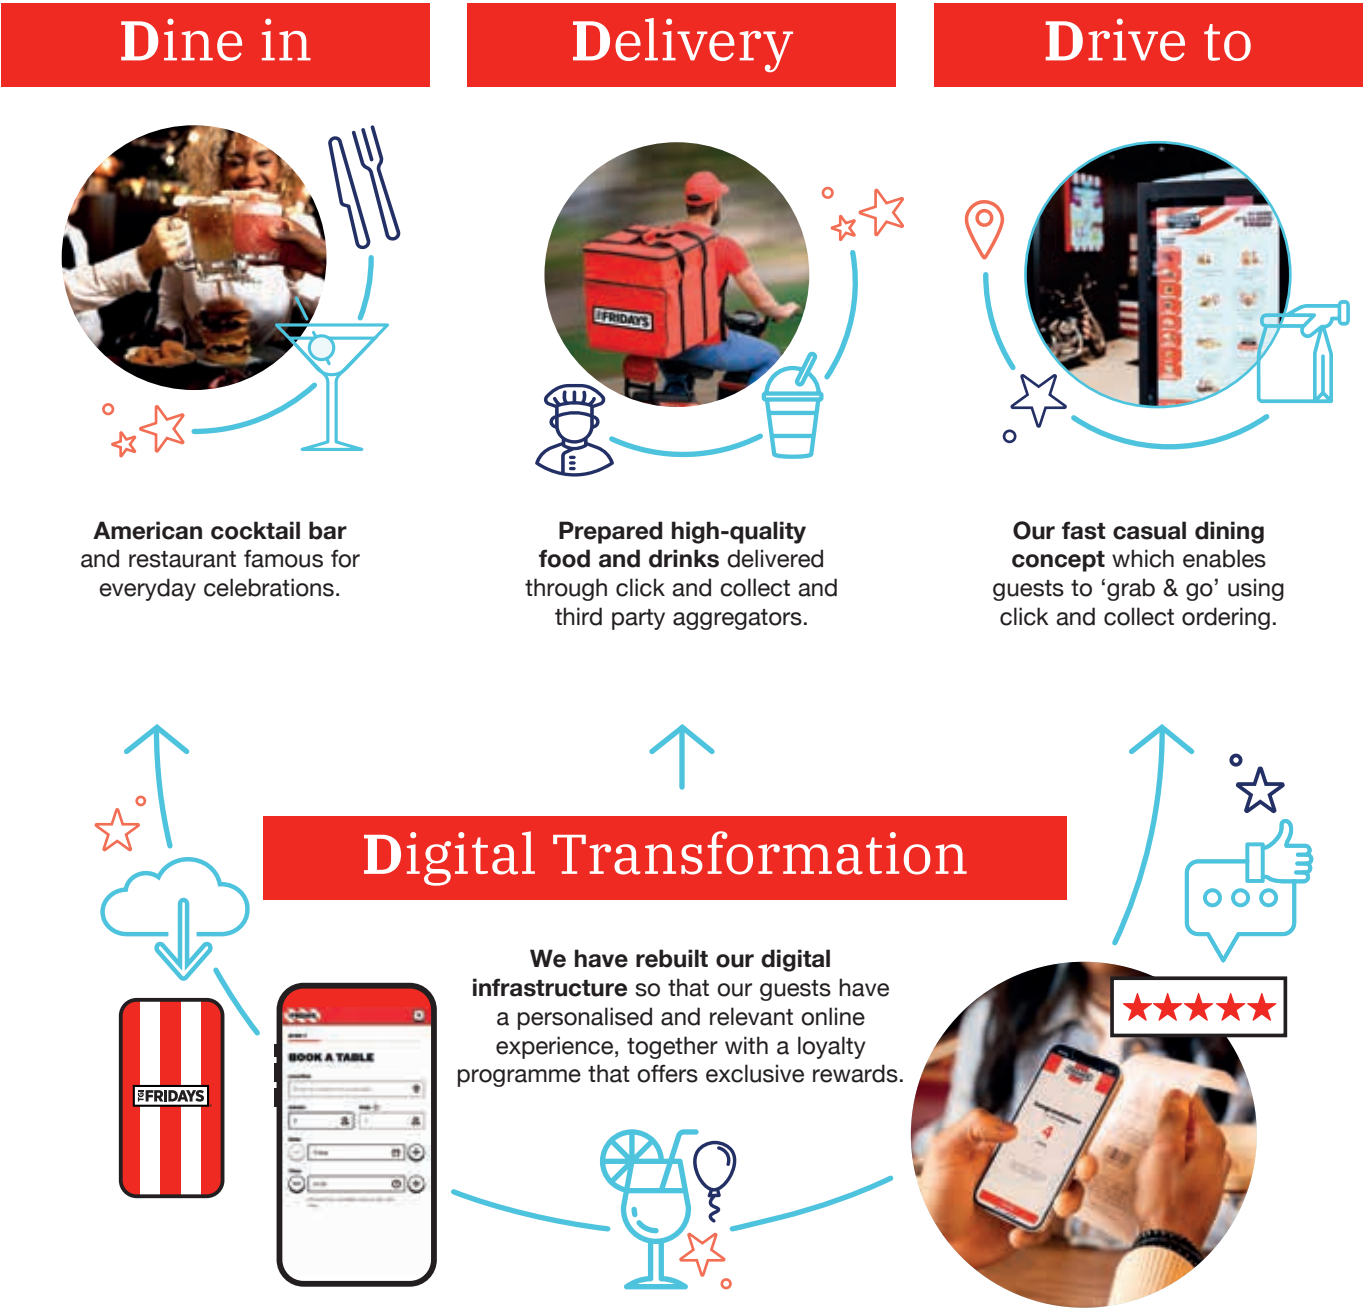 Dine in
Delivery
Drive to
FRIDAYS
American cocktail bar
and restaurant famous for
everyday celebrations.
Prepared high-quality
food and drinks delivered
through click and collect and
third party aggregators.
Our fast casual dining
concept which enables
guests to ‘grab & go’ using
click and collect ordering.
Digital Transformation
We have rebuilt our digital
infrastructure so that our guests have
a personalised and relevant online
experience, together with a loyalty
programme that offers exclusive rewards.
TGI FRIDAYS
BOOK A TABLE
4